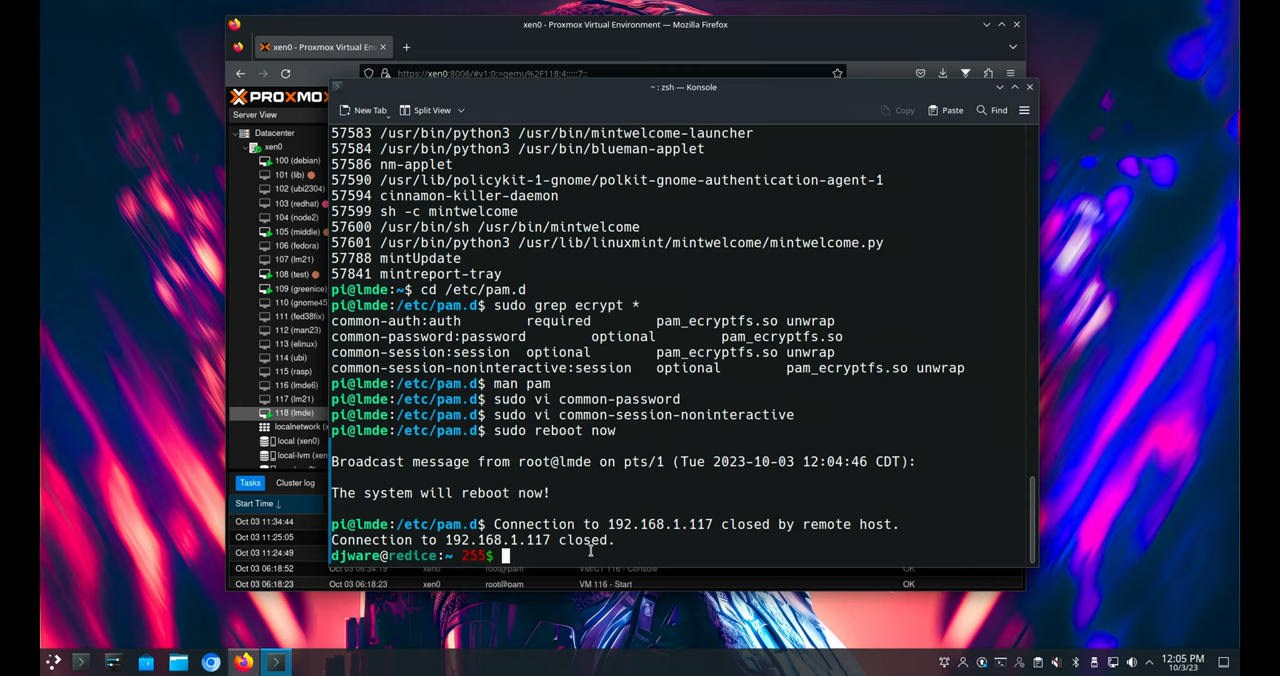 xen0 - Proxmox Virtual Environment — Mozilla Firefox
xen0 - Proxmox Virtual En
https://xen0:8006/#v1:0:=qemu%2F118:4:::::7::
PROXMO
Server View
Datacenter
xen0
100 (debian)
101 (lib)
102 (ubi2304)
103 (redhat)
104 (node2)
105 (middle)
106 (fedora)
107 (lm21)
108 (test)
109 (greenice)
110 (gnome45
111 (fed38fix)
112 (man23)
113 (elinux)
114 (ubi)
115 (rasp)
116 (lmde6)
117 (lm21)
118 (lmde)
localnetwork (x
local (xen0)
local-lvm (xen
Tasks
Cluster log
Start Time
Oct 03 11:34:44
Oct 03 11:25:05
Oct 03 11:24:49
Oct 03 06:18:52 xen0 root@pam VM/CT 116 - Console
Oct 03 06:18:23 xen0 root@pam VM 116 - Start OK
~ : zsh — Konsole
New Tab Split View Copy Paste Find
57583 /usr/bin/python3 /usr/bin/mintwelcome-launcher
57584 /usr/bin/python3 /usr/bin/blueman-applet
57586 nm-applet
57590 /usr/lib/policykit-1-gnome/polkit-gnome-authentication-agent-1
57594 cinnamon-killer-daemon
57599 sh -c mintwelcome
57600 /usr/bin/sh /usr/bin/mintwelcome
57601 /usr/bin/python3 /usr/lib/linuxmint/mintwelcome/mintwelcome.py
57788 mintUpdate
57841 mintreport-tray
pi@lmde:~$ cd /etc/pam.d
pi@lmde:/etc/pam.d$ sudo grep ecrypt *
common-auth:auth required pam_ecryptfs.so unwrap
common-password:password optional pam_ecryptfs.so
common-session:session optional pam_ecryptfs.so unwrap
common-session-noninteractive:session optional pam_ecryptfs.so unwrap
pi@lmde:/etc/pam.d$ man pam
pi@lmde:/etc/pam.d$ sudo vi common-password
pi@lmde:/etc/pam.d$ sudo vi common-session-noninteractive
pi@lmde:/etc/pam.d$ sudo reboot now
Broadcast message from root@lmde on pts/1 (Tue 2023-10-03 12:04:46 CDT):
The system will reboot now!
pi@lmde:/etc/pam.d$ Connection to 192.168.1.117 closed by remote host.
Connection to 192.168.1.117 closed.
djware@redice:~ 255$
12:05 PM
10/3/23